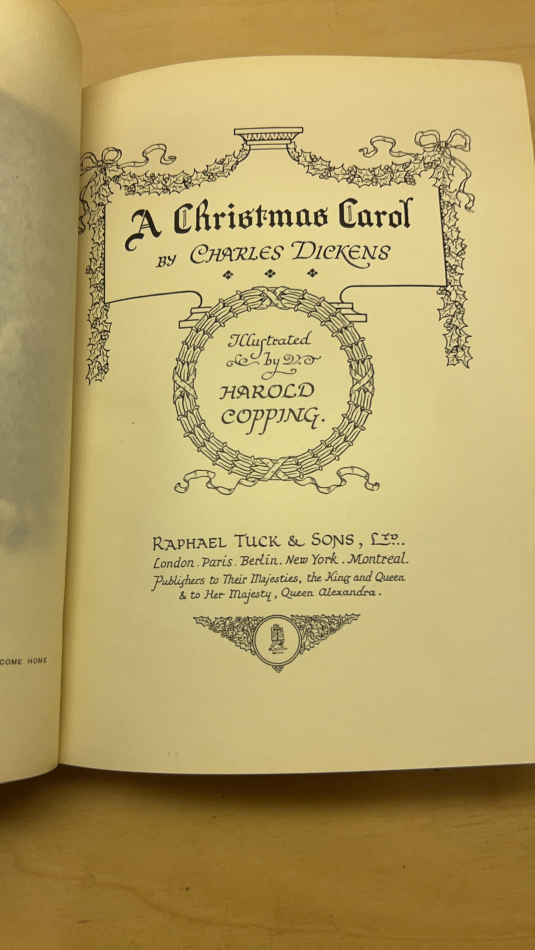 A Christmas Carol
BY CHARLES DICKENS
Illustrated
by
HAROLD
COPPING.
RAPHAEL TUCK & SONS, LTD..
London. Paris. Berlin. New York. Montreal.
Publishers to Their Majesties, the King and Queen
& to Her Majesty, Queen Alexandra.
COME HOME